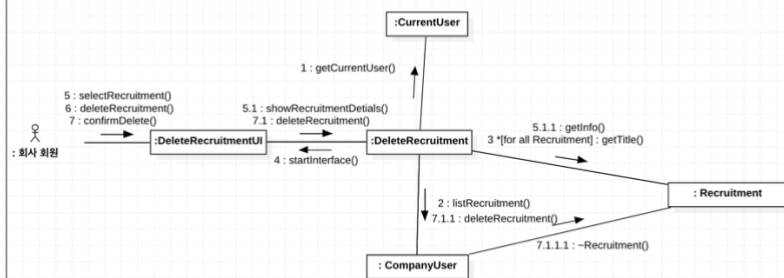 :CurrentUser
1 : getCurrentUser()
5 : selectRecruitment()
6 : deleteRecruitment()
7 : confirmDelete()
5.1 : showRecruitmentDetials()
7.1 : deleteRecruitment()
5.1.1 : getInfo()
3 *[for all Recruitment] : getTitle()
: 회사 회원
:DeleteRecruitmentUI
:DeleteRecruitment
4 : startInterface()
: Recruitment
2 : listRecruitment()
7.1.1 : deleteRecruitment()
7.1.1.1 : ~Recruitment()
: CompanyUser